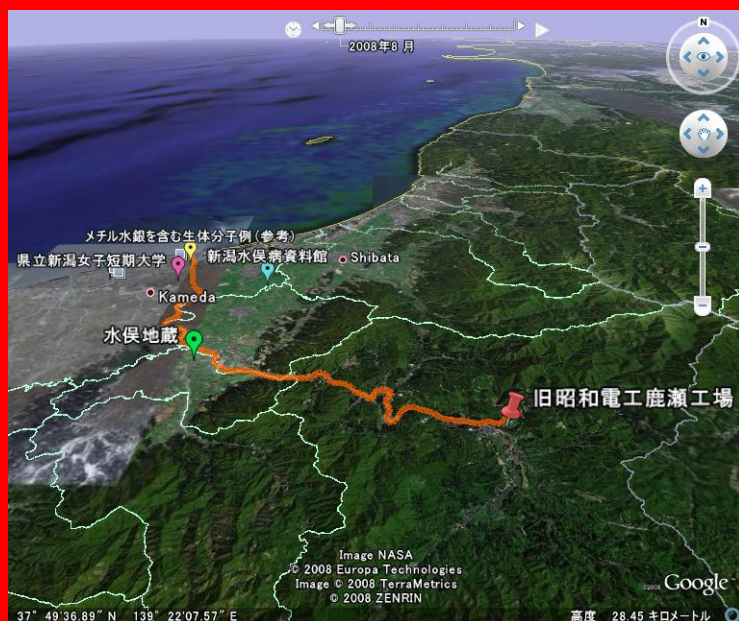 2008年8 月
N
メチル水銀を含む生体分子例(参考)
県立新潟女子短期大学
新潟水俣病資料館
Shibata
Kameda
水俣地蔵
旧昭和電工鹿瀬工場
Image NASA
© 2008 Europa Technologies
Image © 2008 TerraMetrics
© 2008 ZENRIN
©2008 Google
37° 49'36.89" N 139° 22'07.57" E
高度 28.45 キロメートル